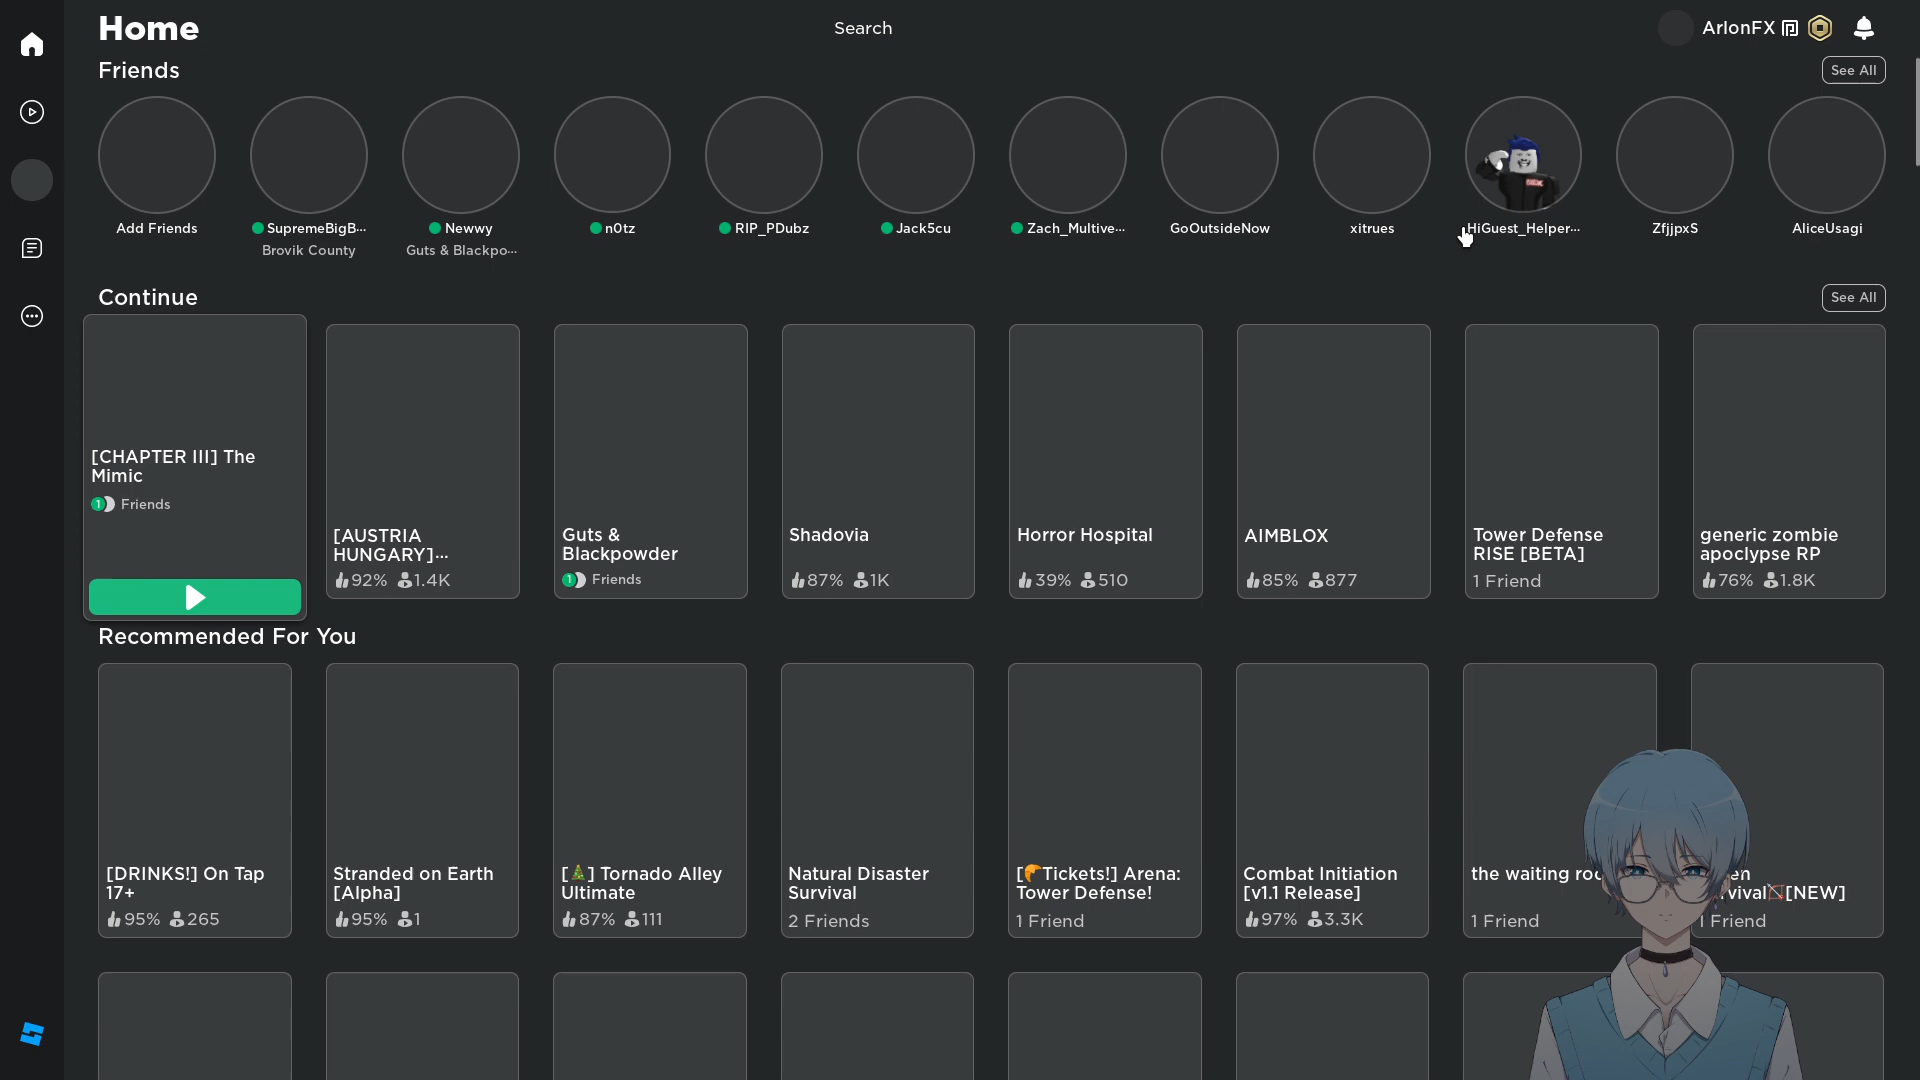 Home
Search
ArlonFX
Friends
See All
Add Friends
SupremeBigB...
Brovik County
Newwy
Guts & Blackpo...
n0tz
RIP_PDubz
Jack5cu
Zach_Multive...
GoOutsideNow
xitrues
HiGuest_Helper...
ZfjjpxS
AliceUsagi
Continue
See All
[CHAPTER III] The
Mimic
1 Friends
[AUSTRIA
HUNGARY]...
92% 1.4K
Guts &
Blackpowder
1 Friends
Shadovia
87% 1K
Horror Hospital
39% 510
AIMBLOX
85% 877
Tower Defense
RISE [BETA]
1 Friend
generic zombie
apoclypse RP
76% 1.8K
Recommended For You
[DRINKS!] On Tap
17+
95% 265
Stranded on Earth
[Alpha]
95% 1
[🎄] Tornado Alley
Ultimate
87% 111
Natural Disaster
Survival
2 Friends
[🥐Tickets!] Arena:
Tower Defense!
1 Friend
Combat Initiation
[v1.1 Release]
97% 3.3K
the waiting
1 Friend
[NEW]
1 Friend